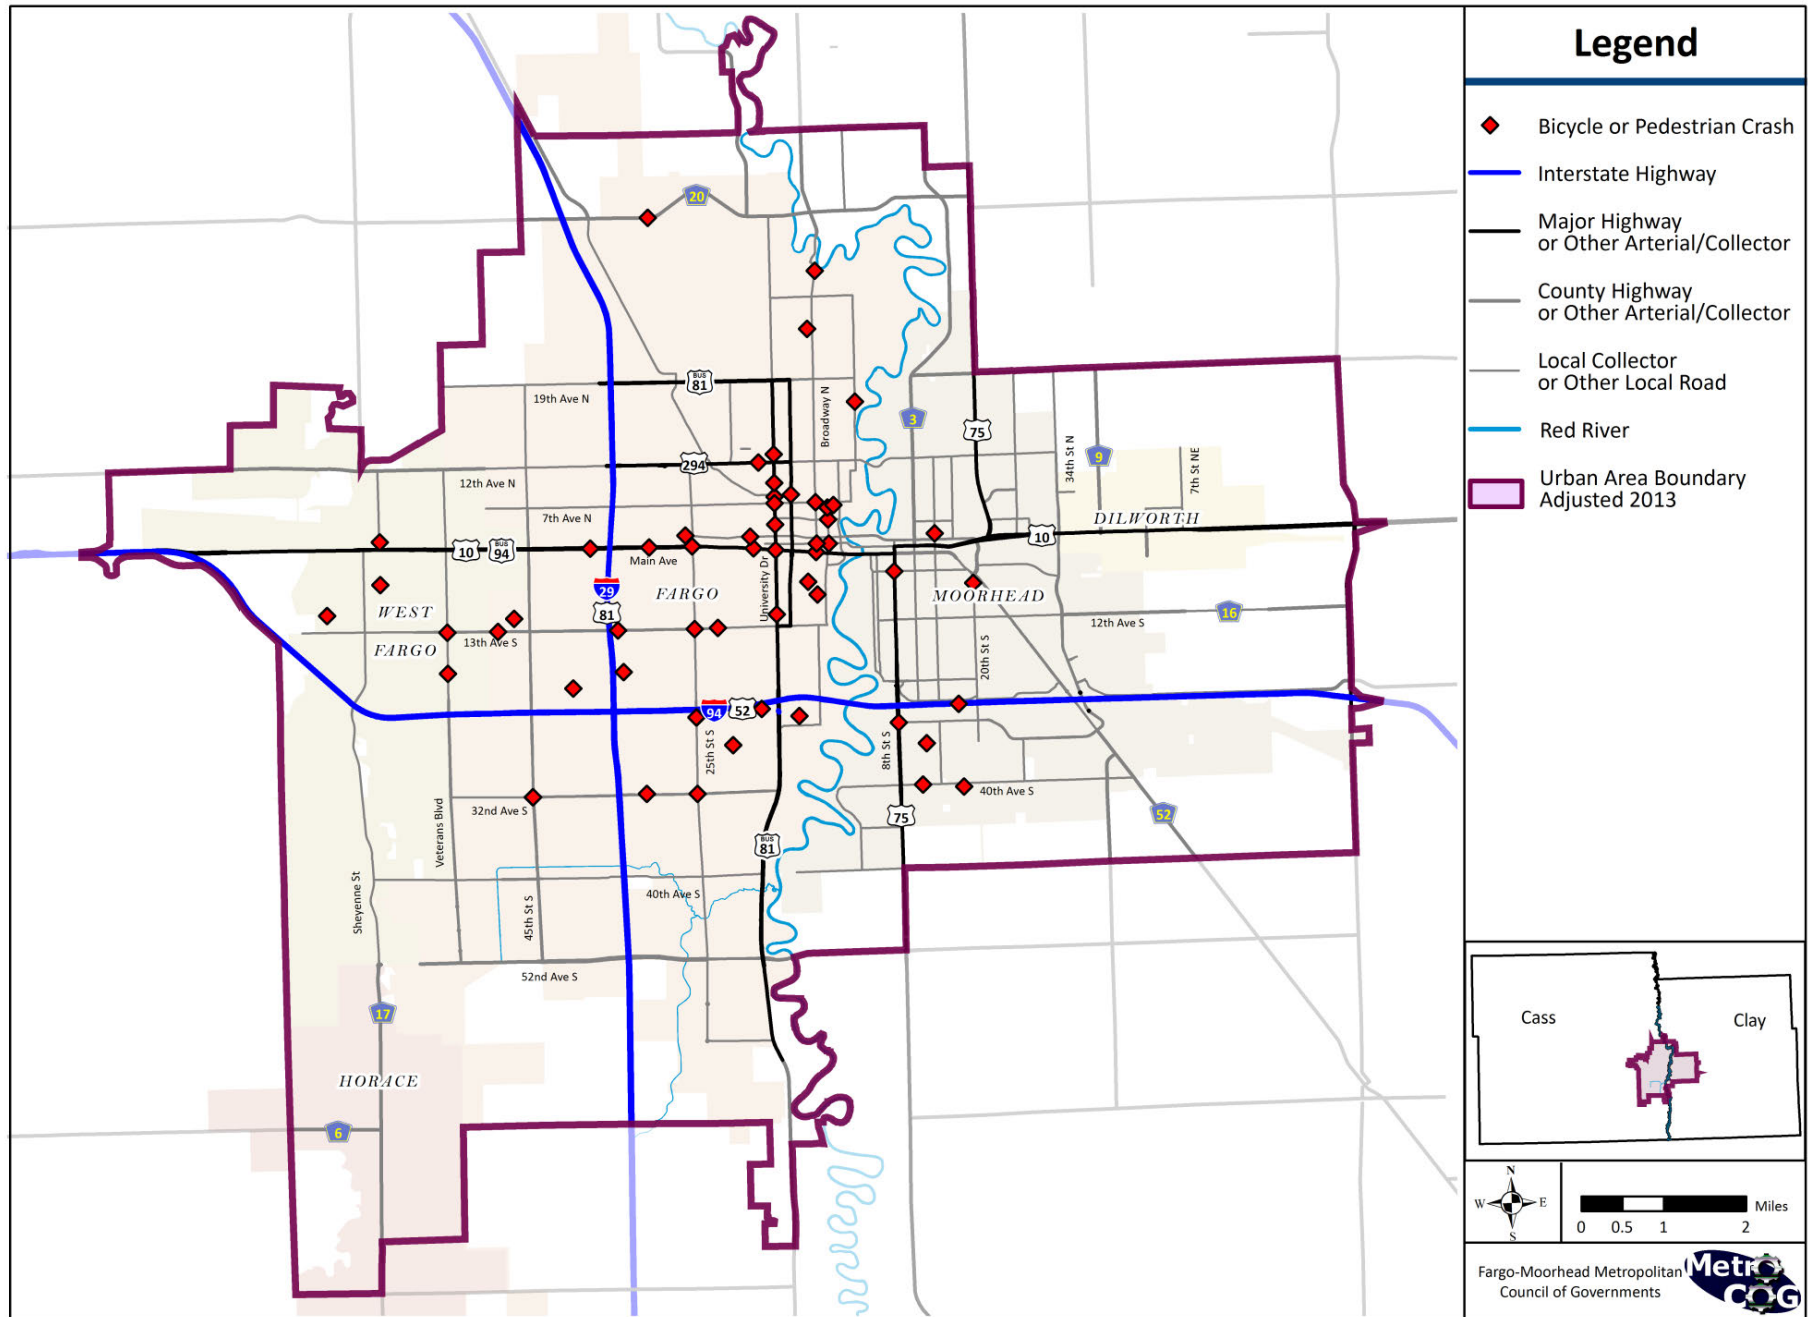 Legend
Bicycle or Pedestrian Crash
Interstate Highway
Major Highway
or Other Arterial/Collector
County Highway
or Other Arterial/Collector
Local Collector
or Other Local Road
Red River
Urban Area Boundary
Adjusted 2013
20
BUS
81
19th Ave N
Broadway N
3
75
34th St N
9
7th St NE
294
12th Ave N
7th Ave N
DILWORTH
10
BUS
94
10
Main Ave
University Dr
29
81
FARGO
MOORHEAD
WEST
FARGO
16
13th Ave S
12th Ave S
20th St S
94
52
25th St S
8th St S
32nd Ave S
40th Ave S
75
52
Veterans Blvd
BUS
81
Sheyenne St
45th St S
40th Ave S
52nd Ave S
17
HORACE
6
Cass
Clay
N
W
E
S
Miles
0 0.5 1 2
Fargo-Moorhead Metropolitan
Council of Governments
Metro
COG